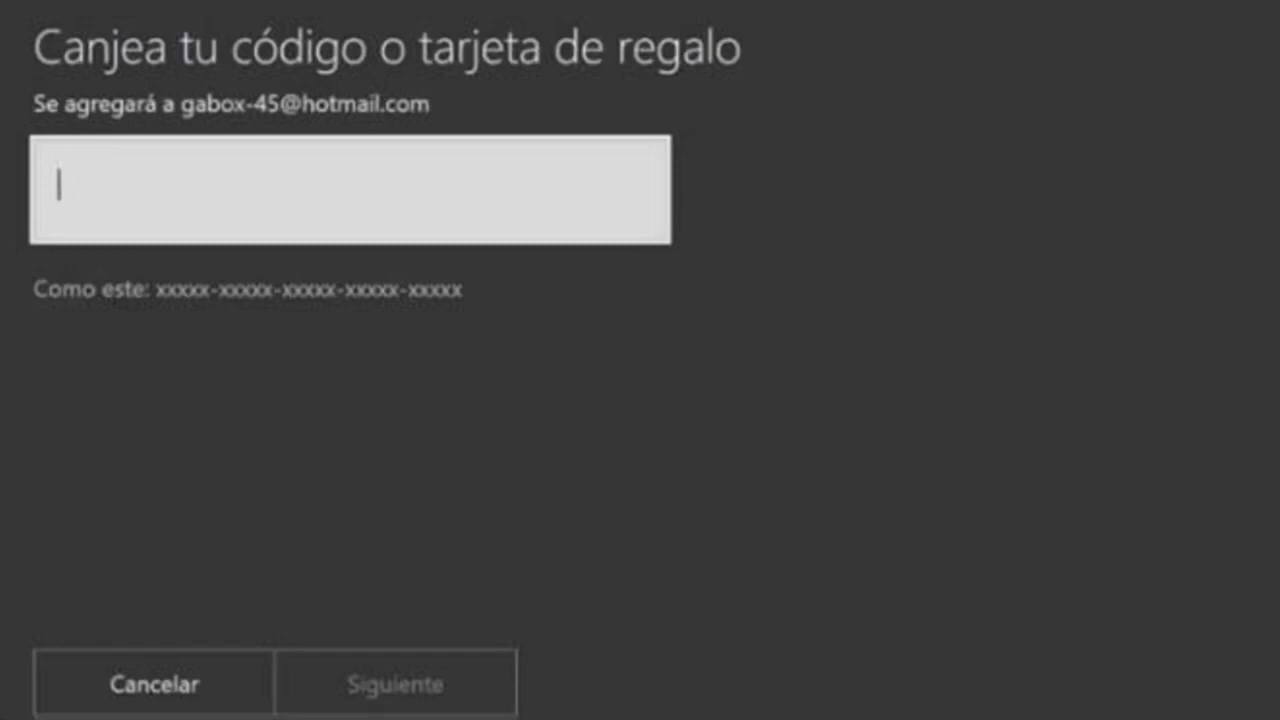 Canjea tu código o tarjeta de regalo
Se agregará a gabox-45@hotmail.com
Como este: xxxxx-xxxxx-xxxxx-xxxxx-xxxxx
Cancelar
Siguiente